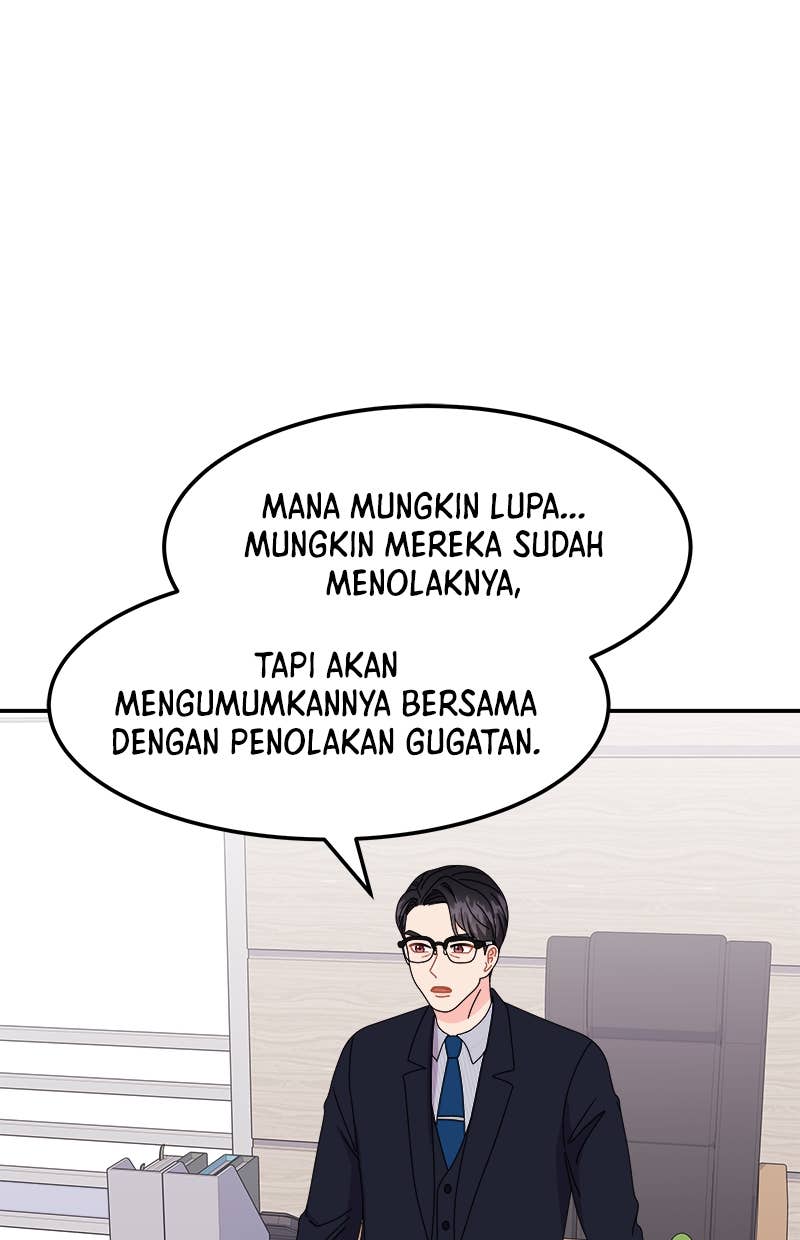 MANA MUNGKIN LUPA...
MUNGKIN MEREKA SUDAH
MENOLAKNYA,
TAPI AKAN
MENGUMUMKANNYA BERSAMA
DENGAN PENOLAKAN GUGATAN.